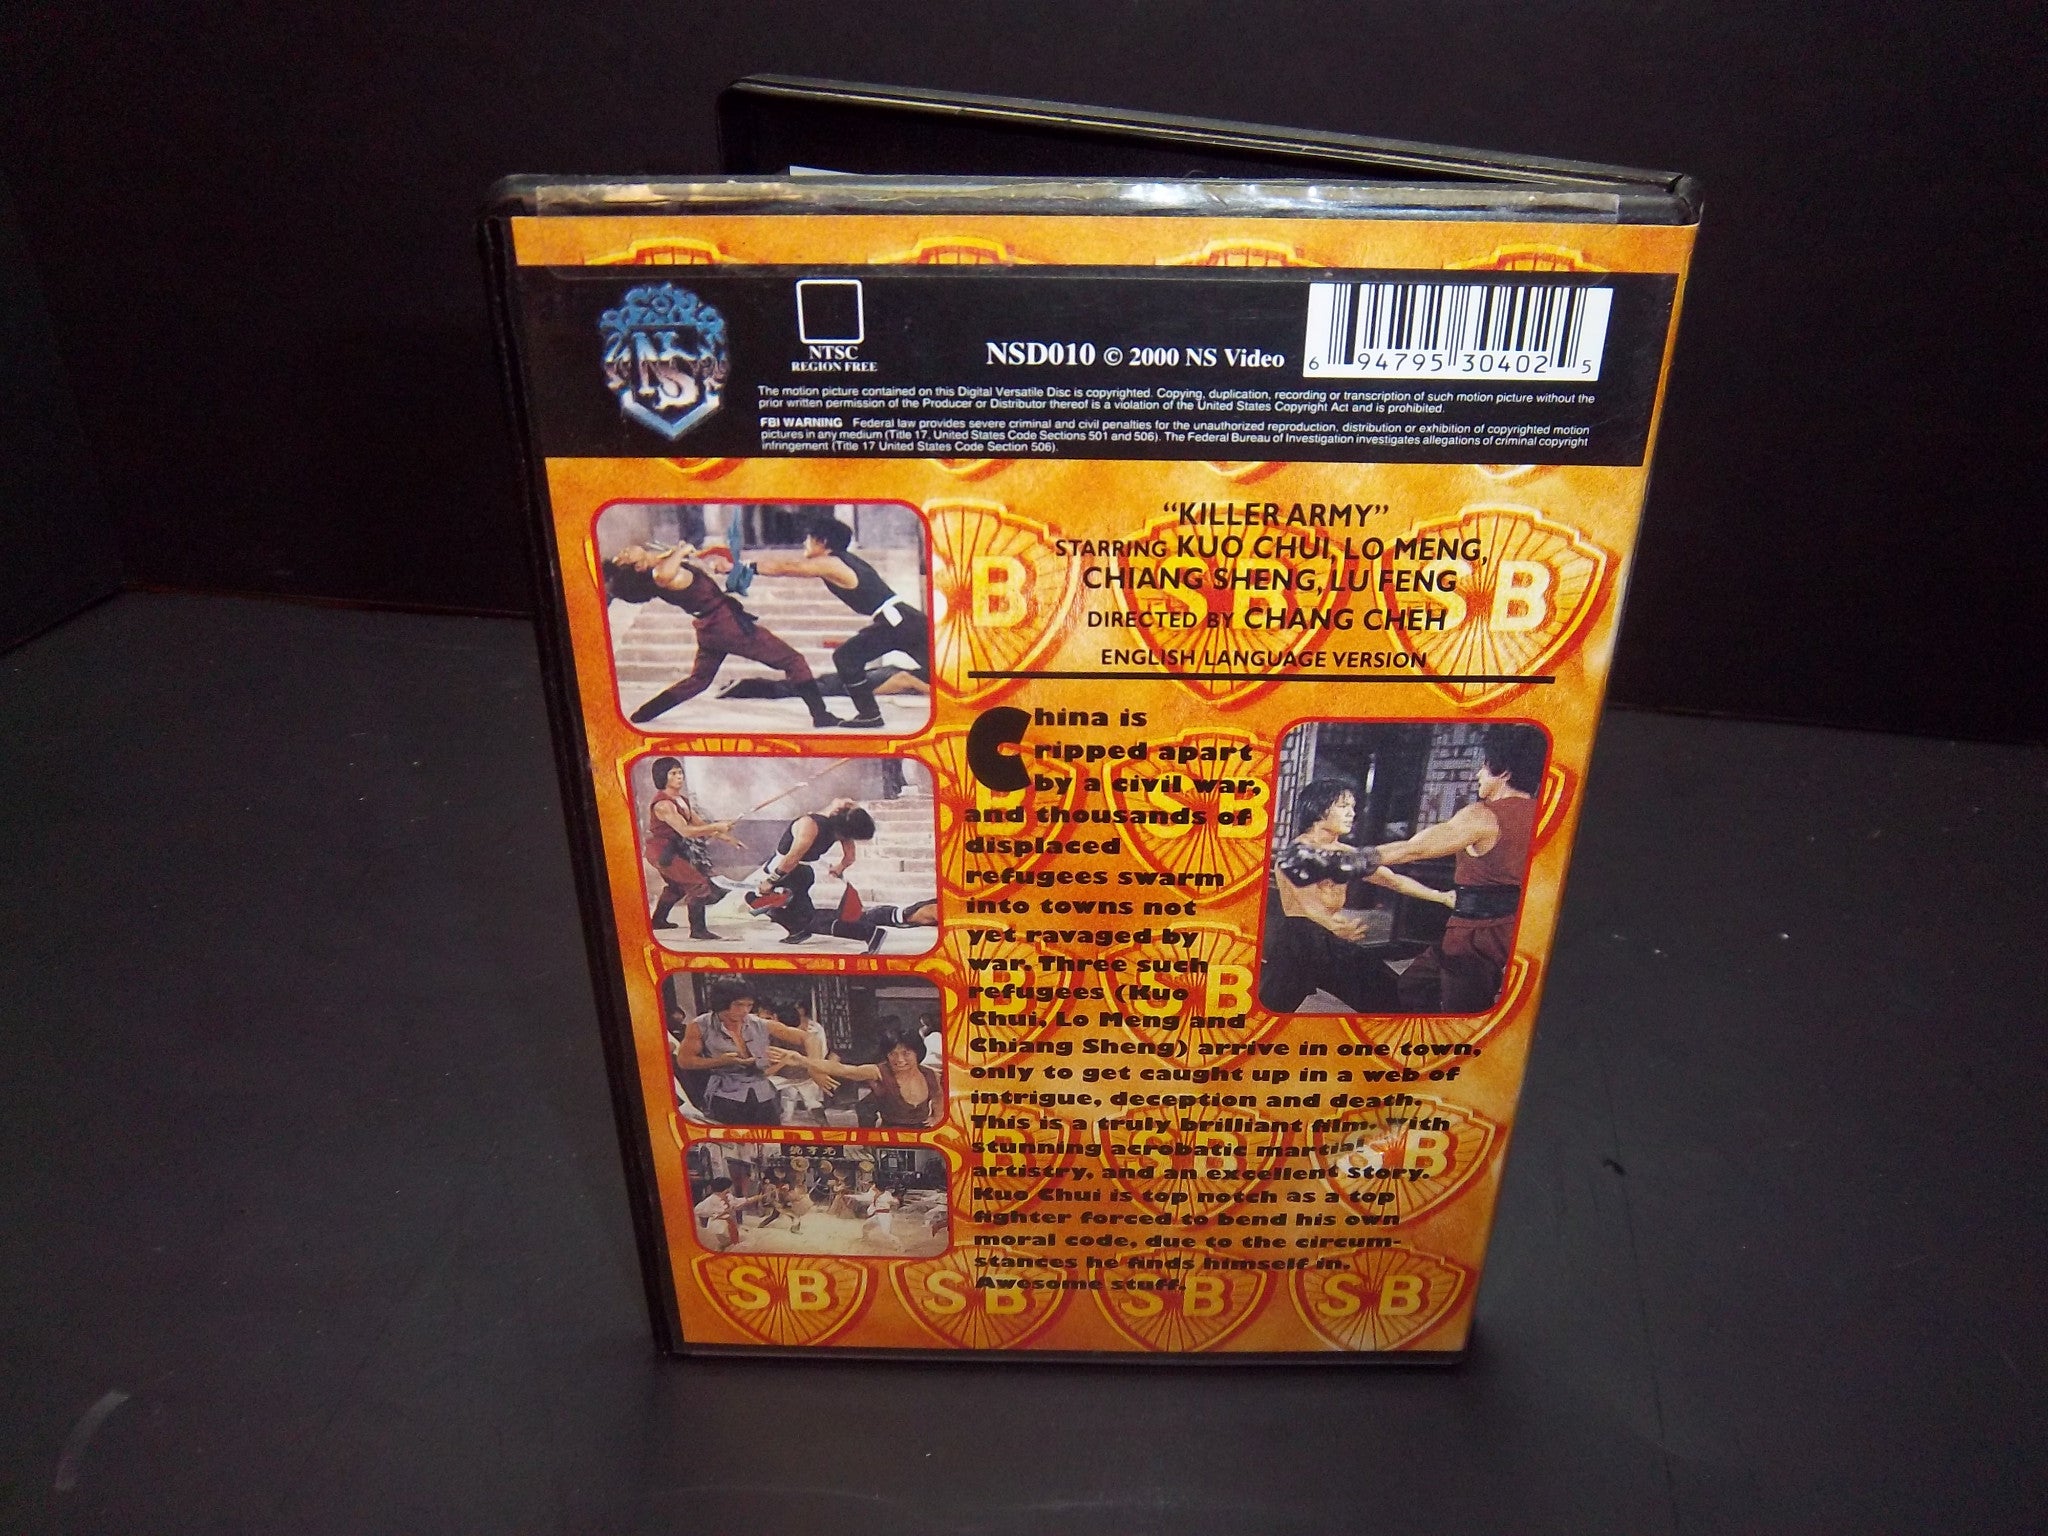 NS
NTSC
REGION FREE
NSD010 © 2000 NS Video
6 94795 30402 5
The motion picture contained on this Digital Versatile Disc is copyrighted. Copying, duplication, recording or transcription of such motion picture without the
prior written permission of the Producer or Distributor thereof is a violation of the United States Copyright Act and is prohibited.
FBI WARNING Federal law provides severe criminal and civil penalties for the unauthorized reproduction, distribution or exhibition of copyrighted motion
pictures in any medium (Title 17, United States Code Sections 501 and 506). The Federal Bureau of Investigation investigates allegations of criminal copyright
infringement (Title 17 United States Code Section 506).
“KILLER ARMY”
STARRING KUO CHUI, LO MENG,
CHIANG SHENG, LU FENG
DIRECTED BY CHANG CHEH
ENGLISH LANGUAGE VERSION
China is
ripped apart
by a civil war,
and thousands of
displaced
refugees swarm
into towns not
yet ravaged by
war. Three such
refugees (Kuo
Chui, Lo Meng and
Chiang Sheng) arrive in one town,
only to get caught up in a web of
intrigue, deception and death.
This is a truly brilliant film. With
stunning acrobatic martial
artistry, and an excellent story.
Kuo Chui is top notch as a top
fighter forced to bend his own
moral code, due to the circum-
stances he finds himself in.
Awesome stuff.
SB SB SB SB